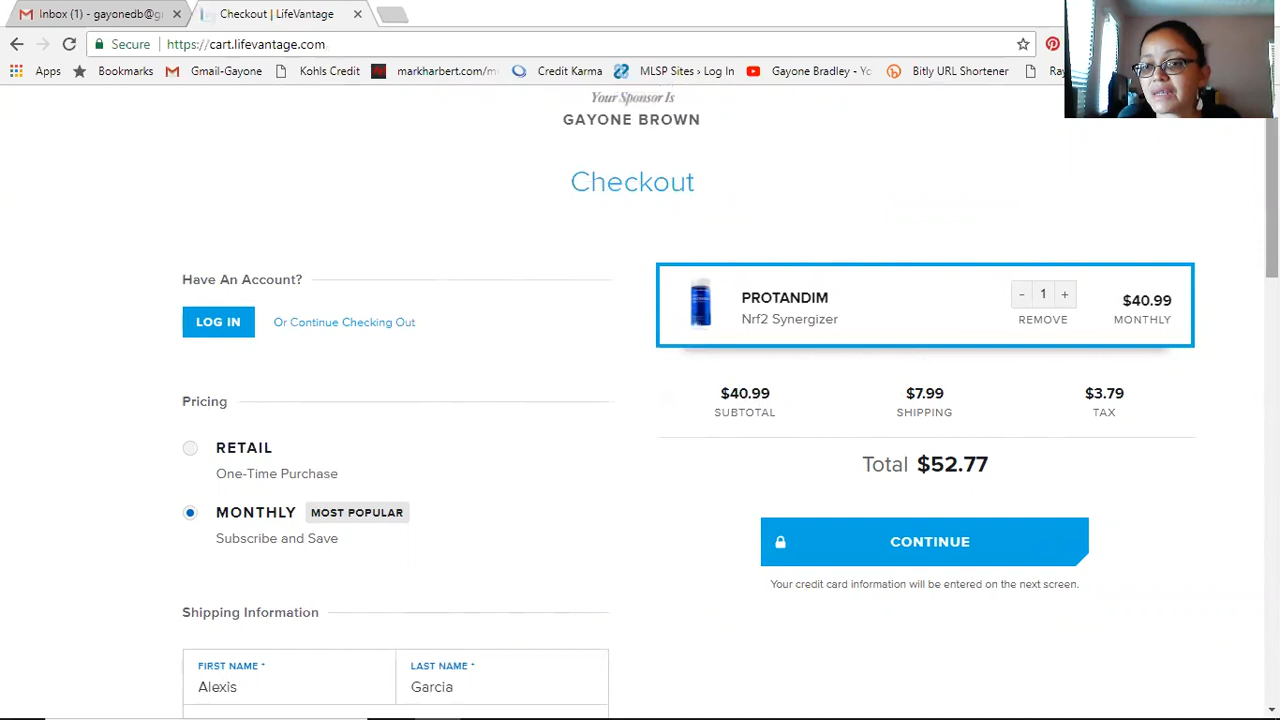 Inbox (1) - gayonedb@g
Checkout | LifeVantage
Secure https://cart.lifevantage.com
Apps Bookmarks Gmail-Gayone Kohls Credit markharbert.com/m Credit Karma MLSP Sites › Log In Gayone Bradley - Yo Bitly URL Shortener Ray
Your Sponsor Is
GAYONE BROWN
Checkout
Have An Account?
LOG IN Or Continue Checking Out
PROTANDIM
Nrf2 Synergizer
- 1 +
REMOVE
$40.99
MONTHLY
$40.99 $7.99 $3.79
SUBTOTAL SHIPPING TAX
Total $52.77
CONTINUE
Your credit card information will be entered on the next screen.
Pricing
RETAIL
One-Time Purchase
MONTHLY MOST POPULAR
Subscribe and Save
Shipping Information
FIRST NAME * LAST NAME *
Alexis Garcia